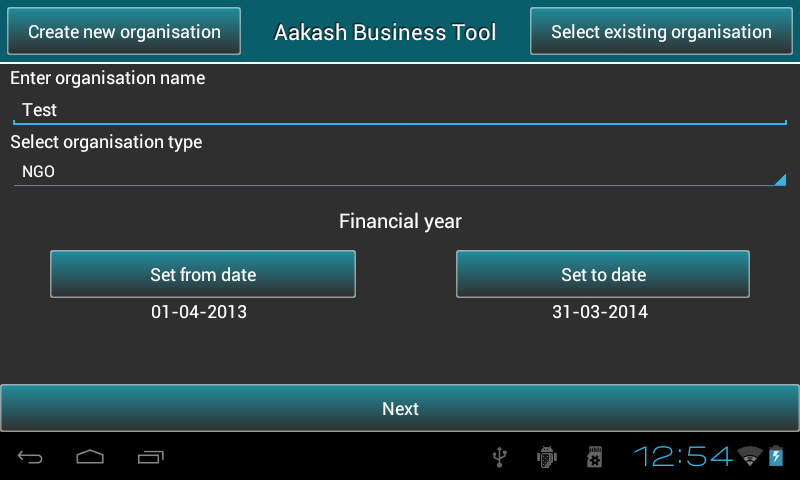 Create new organisation
Aakash Business Tool
Select existing organisation
Enter organisation name
Test
Select organisation type
NGO
Financial year
Set from date
Set to date
01-04-2013
31-03-2014
Next
12:54